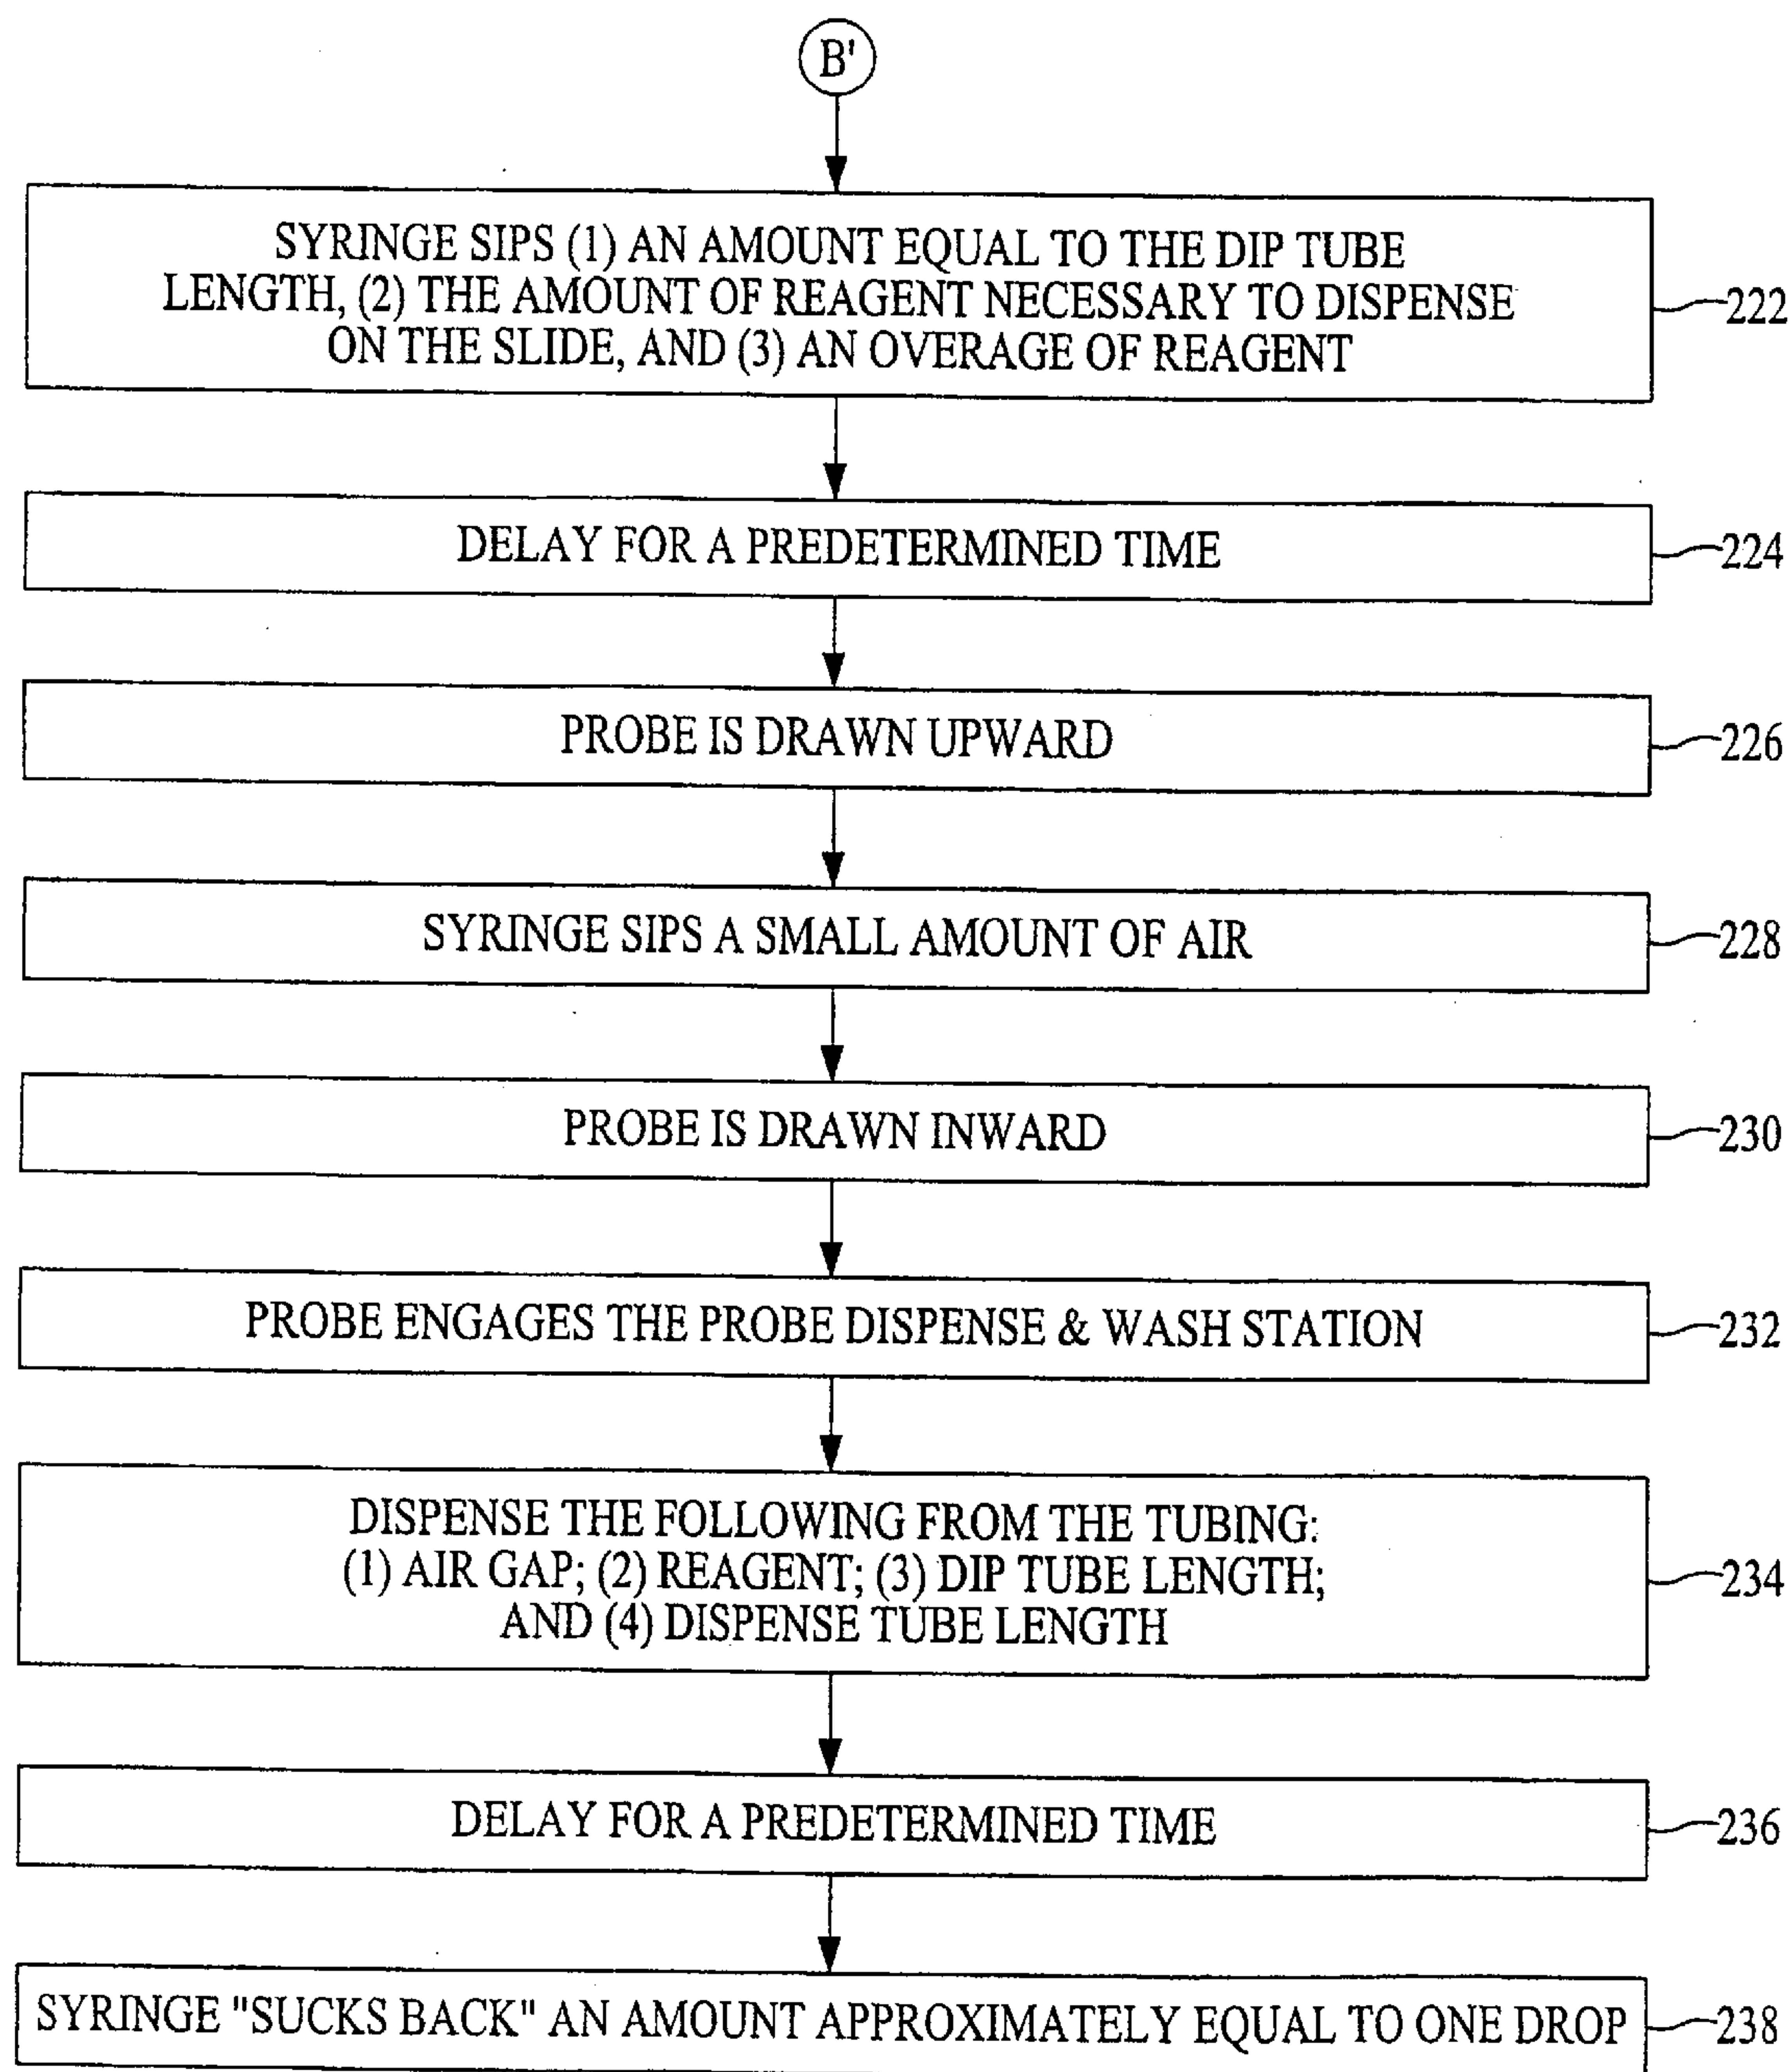 B'
SYRINGE SIPS (1) AN AMOUNT EQUAL TO THE DIP TUBE
LENGTH, (2) THE AMOUNT OF REAGENT NECESSARY TO DISPENSE
ON THE SLIDE, AND (3) AN OVERAGE OF REAGENT
222
DELAY FOR A PREDETERMINED TIME
224
PROBE IS DRAWN UPWARD
226
SYRINGE SIPS A SMALL AMOUNT OF AIR
228
PROBE IS DRAWN INWARD
230
PROBE ENGAGES THE PROBE DISPENSE & WASH STATION
232
DISPENSE THE FOLLOWING FROM THE TUBING:
(1) AIR GAP; (2) REAGENT; (3) DIP TUBE LENGTH;
AND (4) DISPENSE TUBE LENGTH
234
DELAY FOR A PREDETERMINED TIME
236
SYRINGE "SUCKS BACK" AN AMOUNT APPROXIMATELY EQUAL TO ONE DROP
238